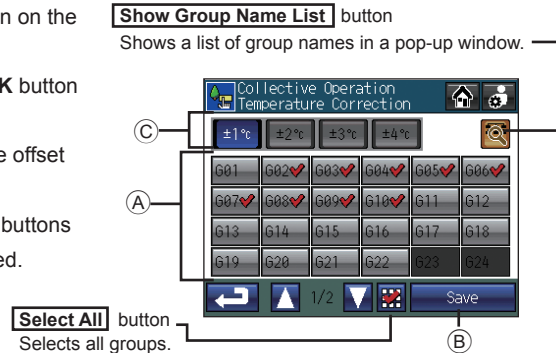 n on the
K button
e offset
buttons
ed.
Show Group Name List button
Shows a list of group names in a pop-up window.
Collective Operation
Temperature Correction
C
±1℃ ±2℃ ±3℃ ±4℃
A
G01 G02 G03 G04 G05 G06
G07 G08 G09 G10 G11 G12
G13 G14 G15 G16 G17 G18
G19 G20 G21 G22 G23 G24
1/2 Save
Select All button
Selects all groups.
B